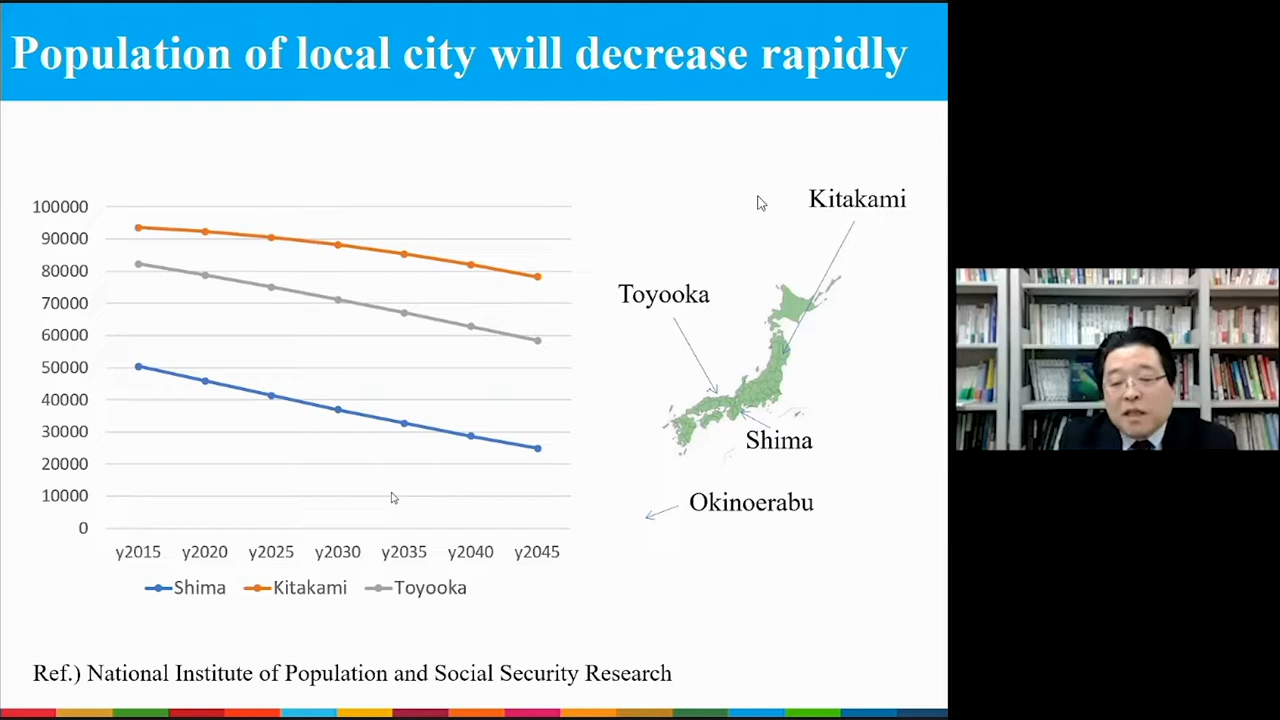 Population of local city will decrease rapidly
100000
90000
80000
70000
60000
50000
40000
30000
20000
10000
0
y2015 y2020 y2025 y2030 y2035 y2040 y2045
Shima Kitakami Toyooka
Kitakami
Toyooka
Shima
Okinoerabu
Ref.) National Institute of Population and Social Security Research